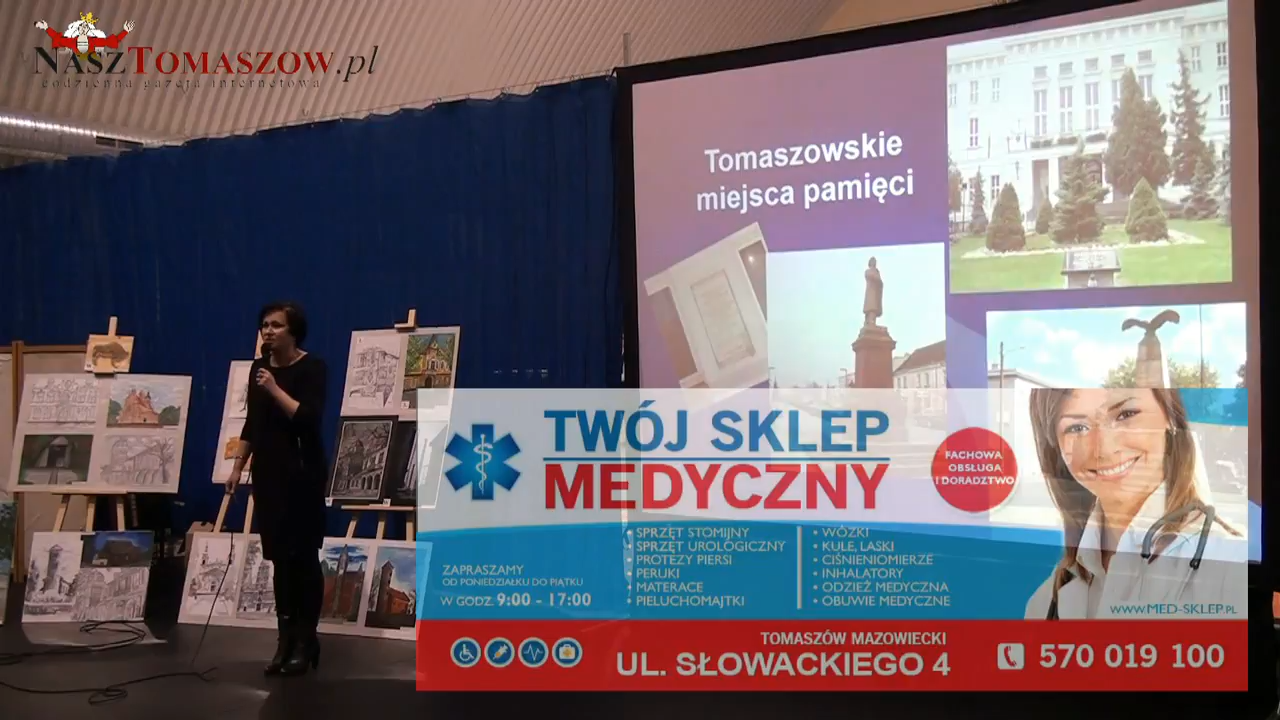 NaszTomaszow.pl
codzienna gazeta internetowa
Tomaszowskie
miejsca pamięci
TWÓJ SKLEP
MEDYCZNY
FACHOWA
OBSŁUGA
I DORADZTWO
• SPRZĘT STOMIJNY
• SPRZĘT UROLOGICZNY
• PROTEZY PIERSI
• PERUKI
• MATERACE
• PIELUCHOMAJTKI
• WÓZKI
• KULE, LASKI
• CIŚNIENIOMIERZE
• INHALATORY
• ODZIEŻ MEDYCZNA
• OBUWIE MEDYCZNE
ZAPRASZAMY
OD PONIEDZIAŁKU DO PIĄTKU
W GODZ. 9:00 - 17:00
WWW.MED-SKLEP.PL
TOMASZÓW MAZOWIECKI
UL. SŁOWACKIEGO 4
570 019 100